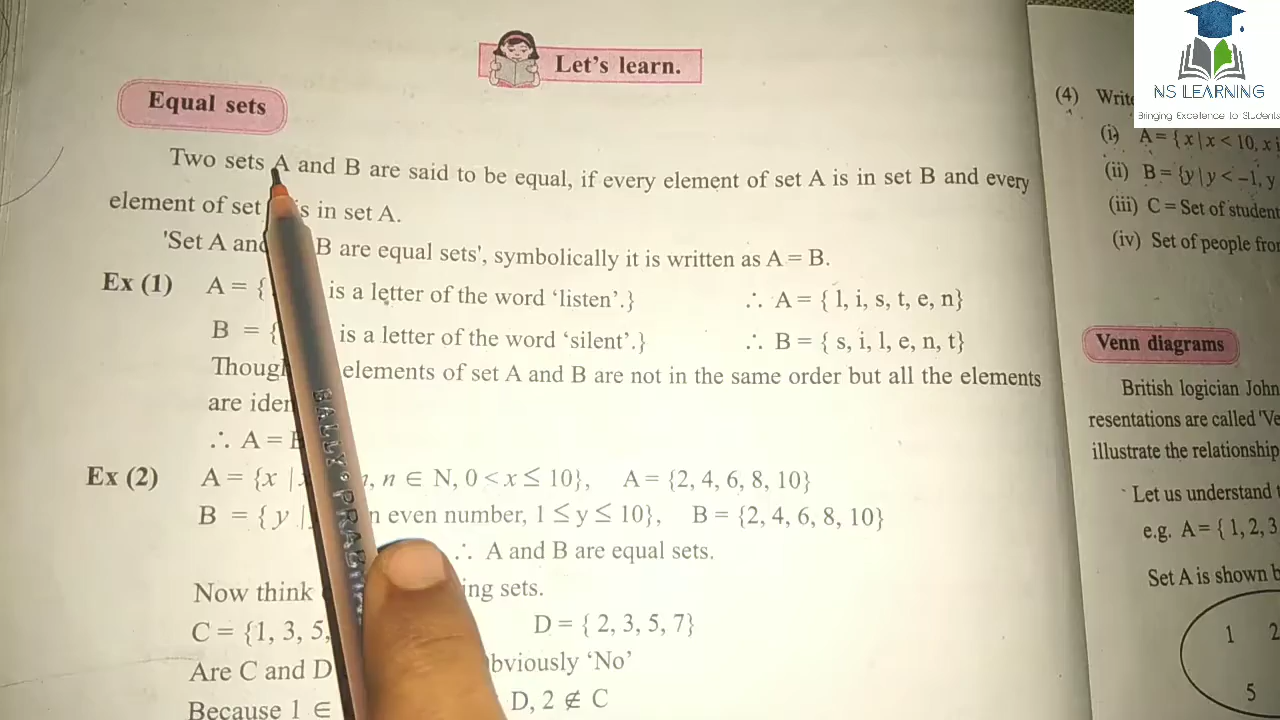 Let's learn.
Equal sets
Two sets A and B are said to be equal, if every element of set A is in set B and every
element of set s in set A.
'Set A and B are equal sets', symbolically it is written as A = B.
Ex (1) A = { is a letter of the word ‘listen’.} ∴ A = { l, i, s, t, e, n}
B = { is a letter of the word ‘silent’.} ∴ B = { s, i, l, e, n, t}
Though elements of set A and B are not in the same order but all the elements
are iden
∴ A =
Ex (2) A = {x | , n ∈ N, 0 < x ≤ 10}, A = {2, 4, 6, 8, 10}
B = { y | n even number, 1 ≤ y ≤ 10}, B = {2, 4, 6, 8, 10}
∴ A and B are equal sets.
Now think ing sets.
C = {1, 3, 5, D = { 2, 3, 5, 7}
Are C and D bviously ‘No’
Because 1 ∈ D, 2 ∉ C
NS LEARNING
Bringing Excellence to Students
(4) Write
(i) A = { x | x < 10, x i
(ii) B = {y | y < −1, y
(iii) C = Set of student
(iv) Set of people fro
Venn diagrams
British logician John
resentations are called 'Ve
illustrate the relationship
Let us understand t
e.g. A = { 1, 2, 3
Set A is shown b
1 2
5
BALLY PRA